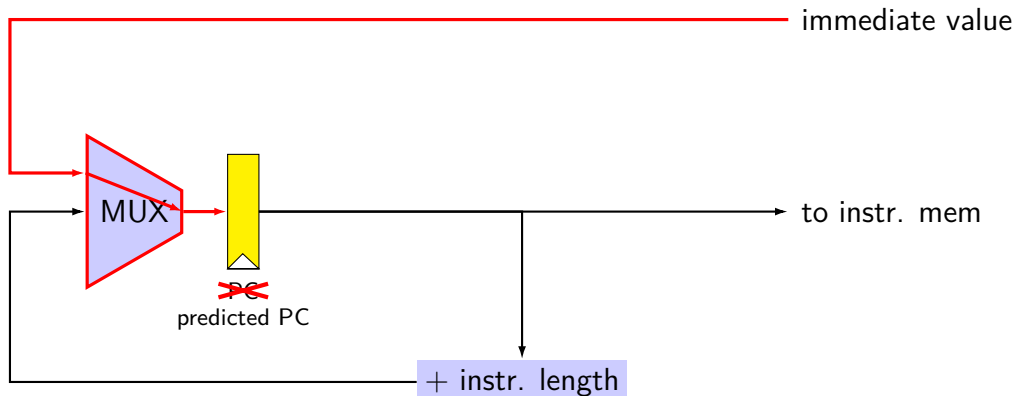 immediate value
MUX
to instr. mem
PC
predicted PC
+ instr. length